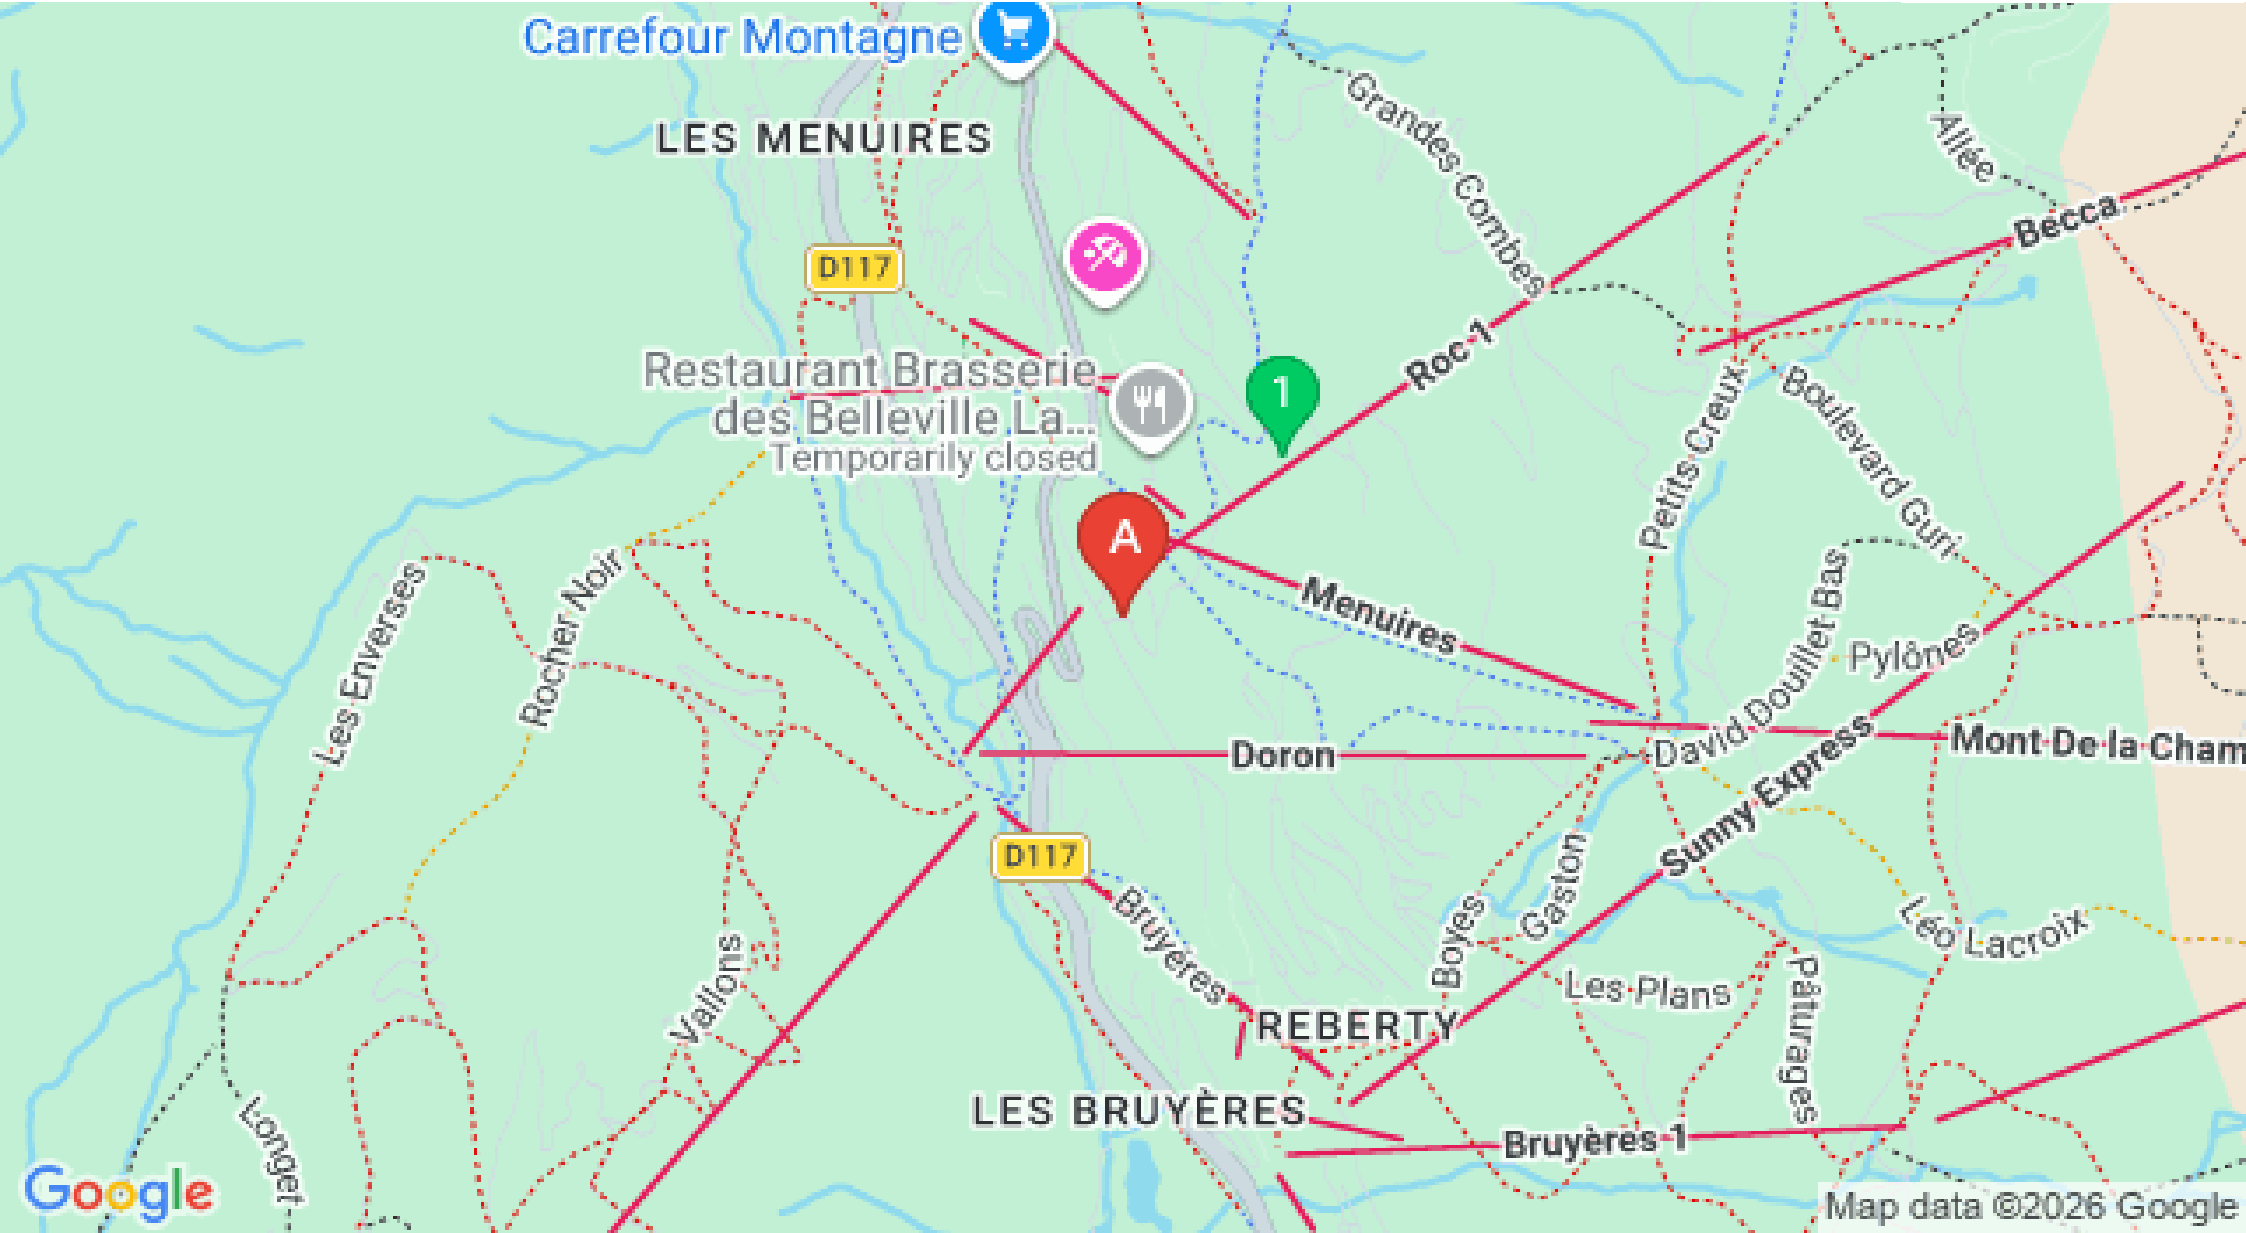 Carrefour Montagne
LES MENUIRES
Grandes Combes
Allée
Becca
D117
Roc 1
Restaurant Brasserie
des Belleville La...
Temporarily closed
1
A
Petits Creux
Boulevard Guri
Les Enverses
Rocher Noir
Menuires
David Douillet Bas
Pylônes
Doron
Mont De la Cham
Sunny Express
D117
Bruyéres
Gaston
Boyes
Léo Lacroix
Vallons
Les Plans
Pâturages
REBERTY
LES BRUYÈRES
Bruyères 1
Longet
Google
Map data ©2026 Google